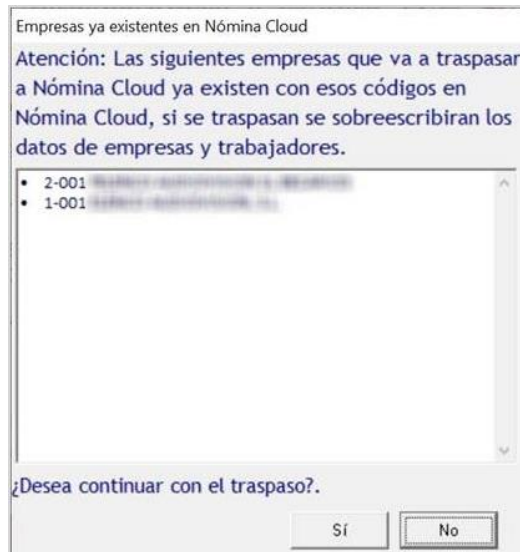 Empresas ya existentes en Nómina Cloud
Atención: Las siguientes empresas que va a traspasar
a Nómina Cloud ya existen con esos códigos en
Nómina Cloud, si se traspasan se sobreescribiran los
datos de empresas y trabajadores.
• 2-001
• 1-001
¿Desea continuar con el traspaso?.
Sí
No